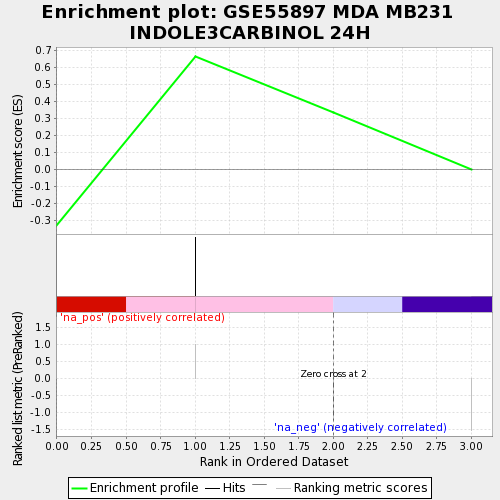 Enrichment plot: GSE55897 MDA MB231
INDOLE3CARBINOL 24H
Enrichment score (ES)
0.7
0.6
0.5
0.4
0.3
0.2
0.1
0.0
-0.1
-0.2
-0.3
'na_pos' (positively correlated)
Ranked list metric (PreRanked)
1.5
1.0
0.5
0.0
-0.5
-1.0
-1.5
Zero cross at 2
'na_neg' (negatively correlated)
0.00 0.25 0.50 0.75 1.00 1.25 1.50 1.75 2.00 2.25 2.50 2.75 3.00
Rank in Ordered Dataset
Enrichment profile Hits Ranking metric scores